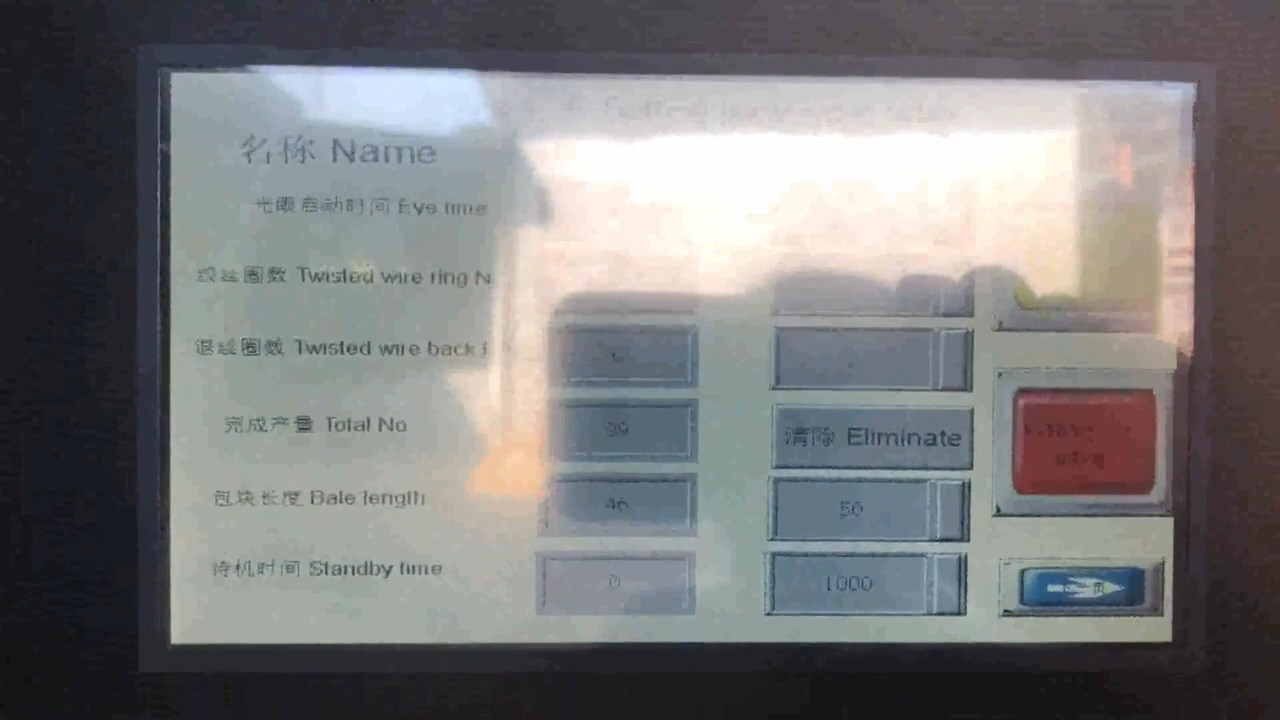 名称 Name
光眼启动时间 Eye time
绞丝圈数 Twisted wire ring N
退丝圈数 Twisted wire back
完成产量 Total No 99 清除 Eliminate
包块长度 Bale length 46 50
待机时间 Standby time 0 1000